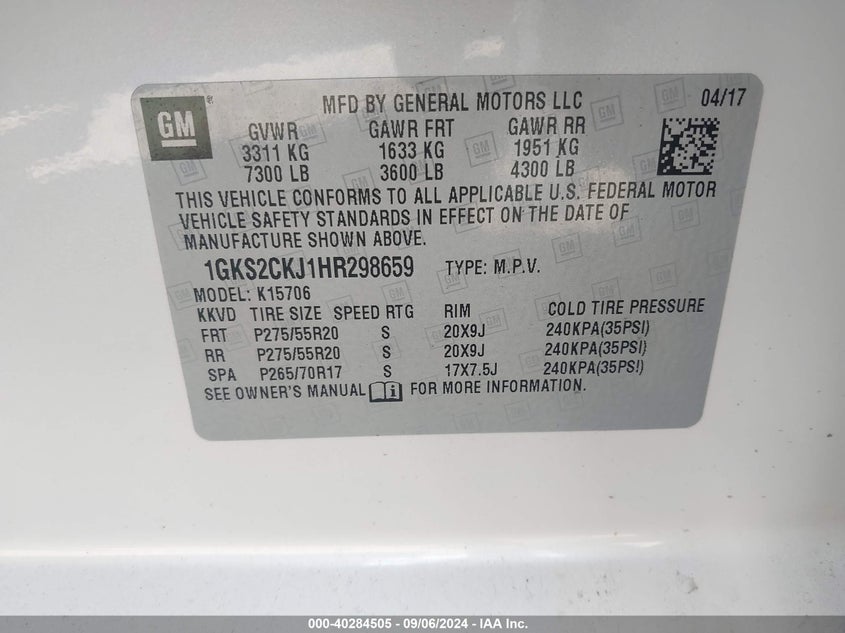 GM®
MFD BY GENERAL MOTORS LLC 04/17
GVWR GAWR FRT GAWR RR
3311 KG 1633 KG 1951 KG
7300 LB 3600 LB 4300 LB
THIS VEHICLE CONFORMS TO ALL APPLICABLE U.S. FEDERAL MOTOR
VEHICLE SAFETY STANDARDS IN EFFECT ON THE DATE OF
MANUFACTURE SHOWN ABOVE.
1GKS2CKJ1HR298659 TYPE: M.P.V.
MODEL: K15706
KKVD TIRE SIZE SPEED RTG RIM COLD TIRE PRESSURE
FRT P275/55R20 S 20X9J 240KPA(35PSI)
RR P275/55R20 S 20X9J 240KPA(35PSI)
SPA P265/70R17 S 17X7.5J 240KPA(35PSI)
SEE OWNER'S MANUAL i FOR MORE INFORMATION.
000-40284505 - 09/06/2024 - IAA Inc.